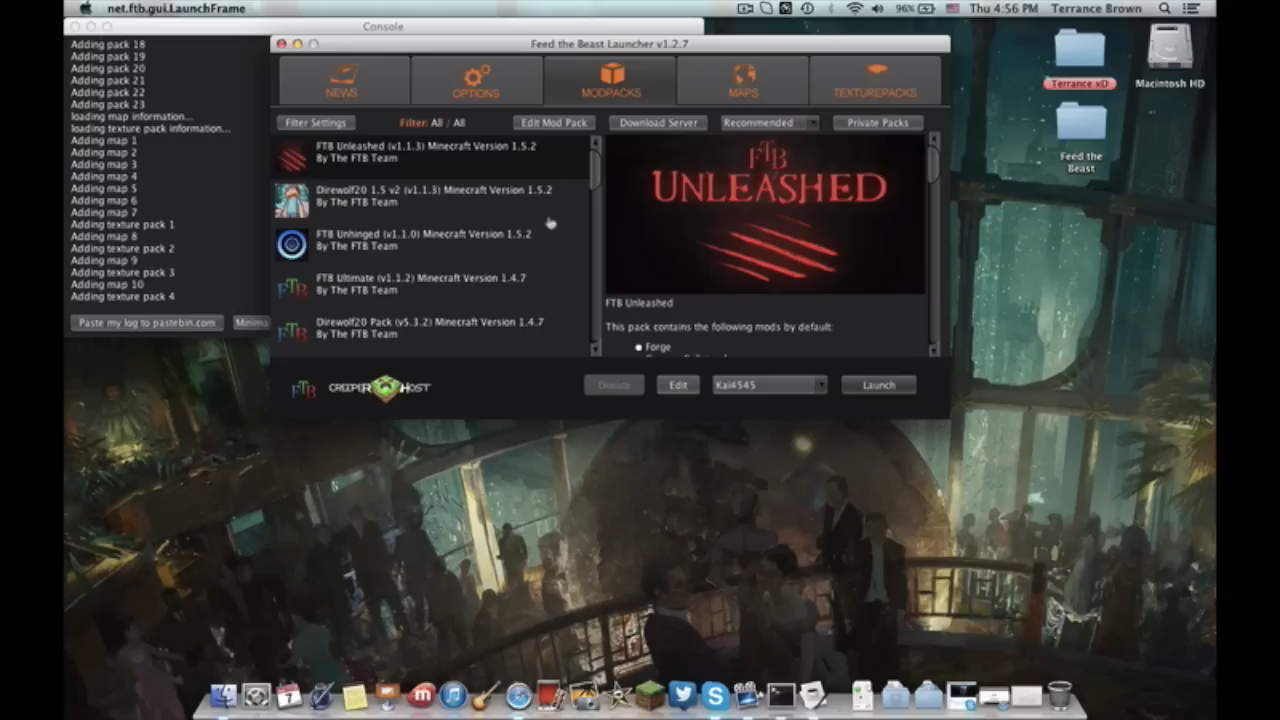 net.ftb.gui.LaunchFrame
96%
Thu 4:56 PM
Terrance Brown
Console
Adding pack 18
Adding pack 19
Adding pack 20
Adding pack 21
Adding pack 22
Adding pack 23
loading map information...
loading texture pack information...
Adding map 1
Adding map 2
Adding map 3
Adding map 4
Adding map 5
Adding map 6
Adding map 7
Adding texture pack 1
Adding map 8
Adding texture pack 2
Adding map 9
Adding texture pack 3
Adding map 10
Adding texture pack 4
Paste my log to pastebin.com
Minima
Feed the Beast Launcher v1.2.7
NEWS
OPTIONS
MODPACKS
MAPS
TEXTUREPACKS
Filter Settings
Filter: All / All
Edit Mod Pack
Download Server
Recommended
Private Packs
FTB Unleashed (v1.1.3) Minecraft Version 1.5.2
By The FTB Team
Direwolf20 1.5 v2 (v1.1.3) Minecraft Version 1.5.2
By The FTB Team
FTB Unhinged (v1.1.0) Minecraft Version 1.5.2
By The FTB Team
FTB
FTB Ultimate (v1.1.2) Minecraft Version 1.4.7
By The FTB Team
FTB
Direwolf20 Pack (v5.3.2) Minecraft Version 1.4.7
By The FTB Team
FTB
UNLEASHED
FTB Unleashed
This pack contains the following mods by default:
Forge
FTB
CREEPER HOST
Donate
Edit
Kai4545
Launch
Terrance xD
Macintosh HD
Feed the
Beast
7